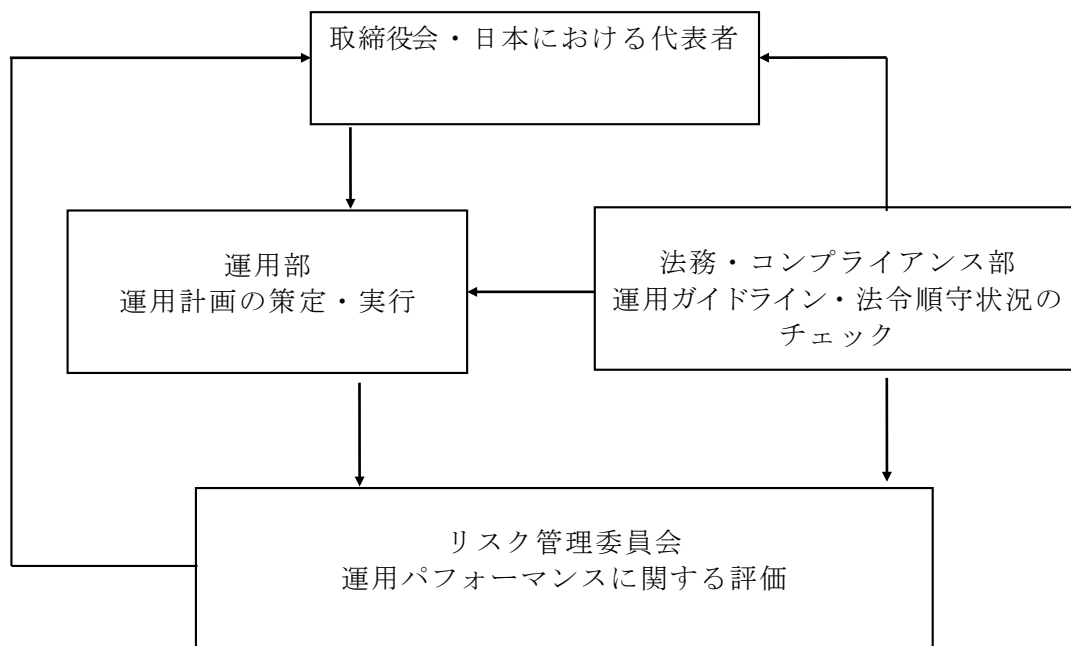 取締役会・日本における代表者
運用部
運用計画の策定・実行
法務・コンプライアンス部
運用ガイドライン・法令順守状況の
チェック
リスク管理委員会
運用パフォーマンスに関する評価